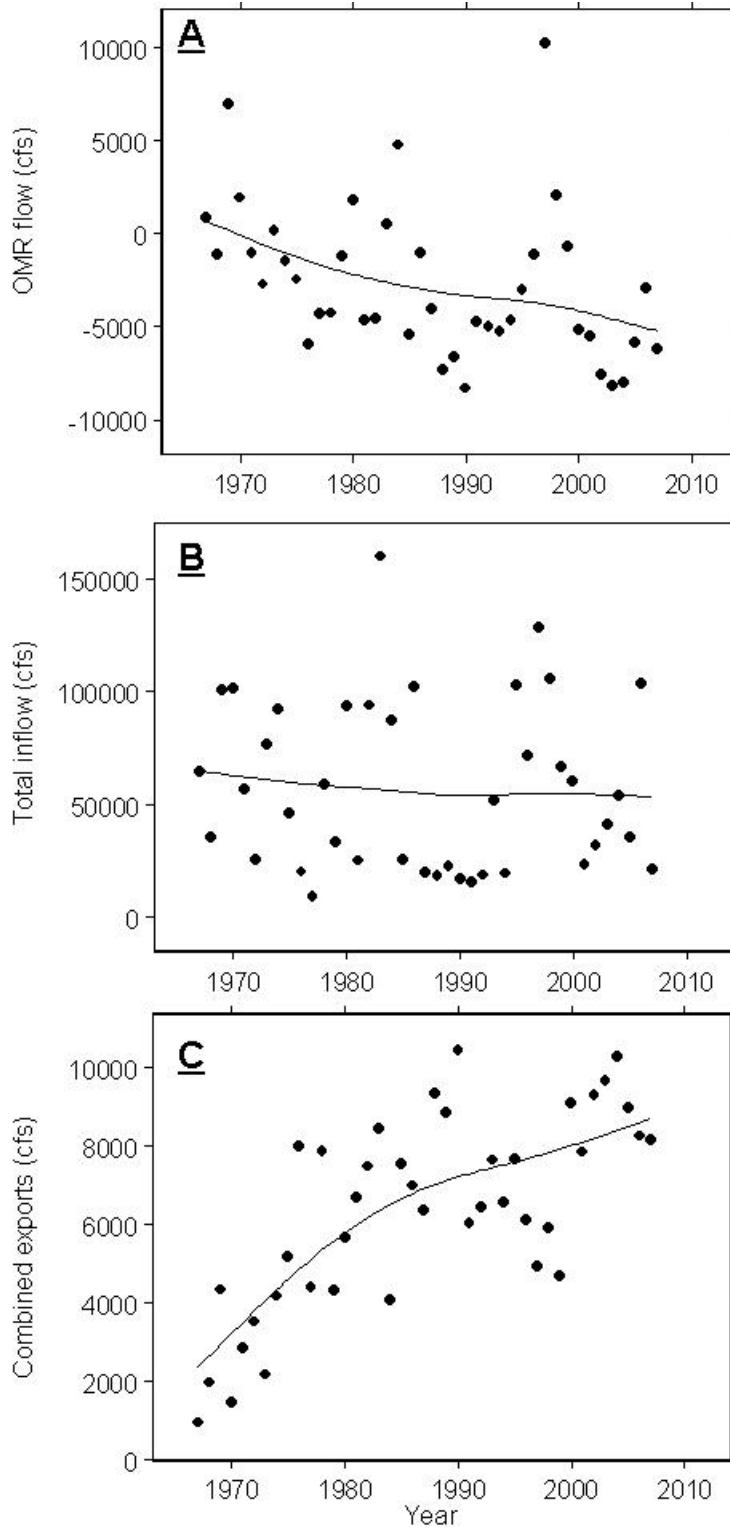 A
OMR flow (cfs)
10000
5000
0
-5000
-10000
1970 1980 1990 2000 2010
B
Total inflow (cfs)
150000
100000
50000
0
1970 1980 1990 2000 2010
C
Combined exports (cfs)
10000
8000
6000
4000
2000
0
1970 1980 1990 2000 2010
Year